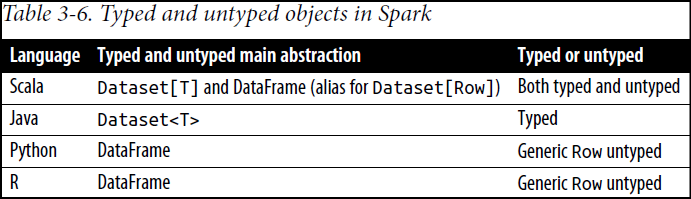 Table 3-6. Typed and untyped objects in Spark
Language Typed and untyped main abstraction Typed or untyped
Scala Dataset[T] and DataFrame (alias for Dataset[Row]) Both typed and untyped
Java Dataset<T> Typed
Python DataFrame Generic Row untyped
R DataFrame Generic Row untyped